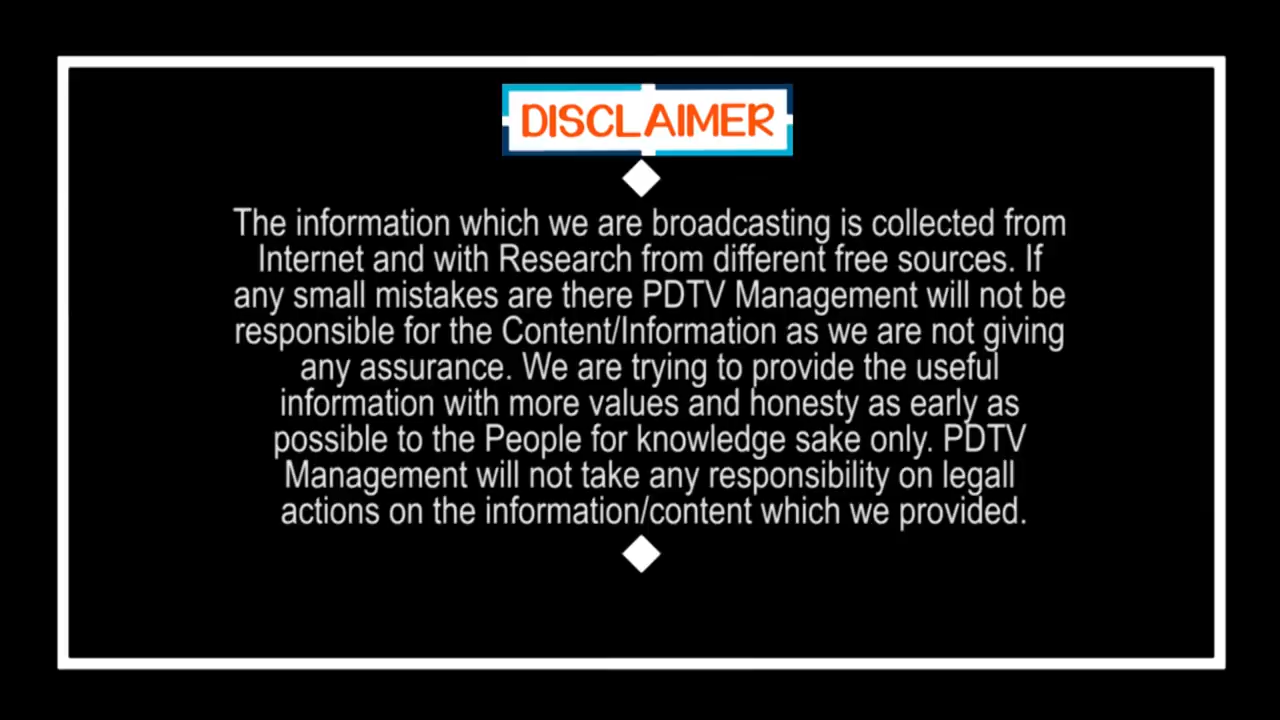 DISCLAIMER
The information which we are broadcasting is collected from
Internet and with Research from different free sources. If
any small mistakes are there PDTV Management will not be
responsible for the Content/Information as we are not giving
any assurance. We are trying to provide the useful
information with more values and honesty as early as
possible to the People for knowledge sake only. PDTV
Management will not take any responsibility on legall
actions on the information/content which we provided.